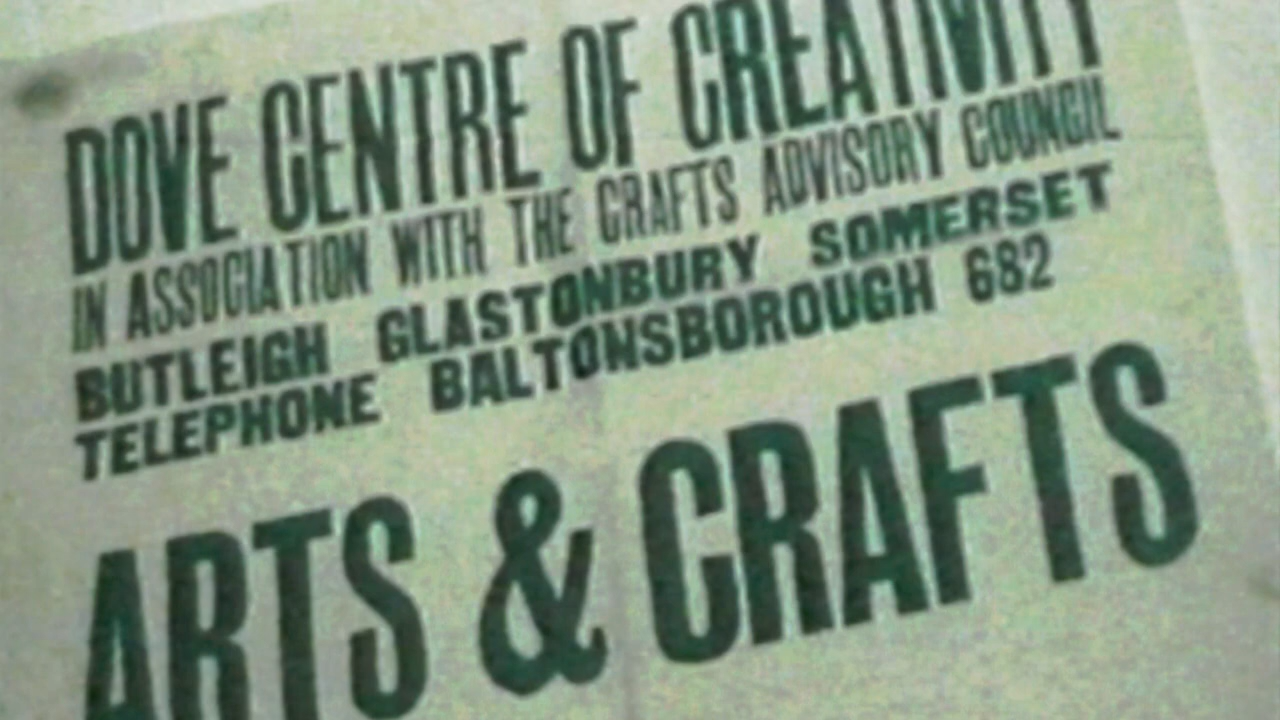 DOVE CENTRE OF CREATIVITY
IN ASSOCIATION WITH THE CRAFTS ADVISORY COUNCIL
BUTLEIGH GLASTONBURY SOMERSET
TELEPHONE BALTONSBOROUGH 682
ARTS & CRAFTS